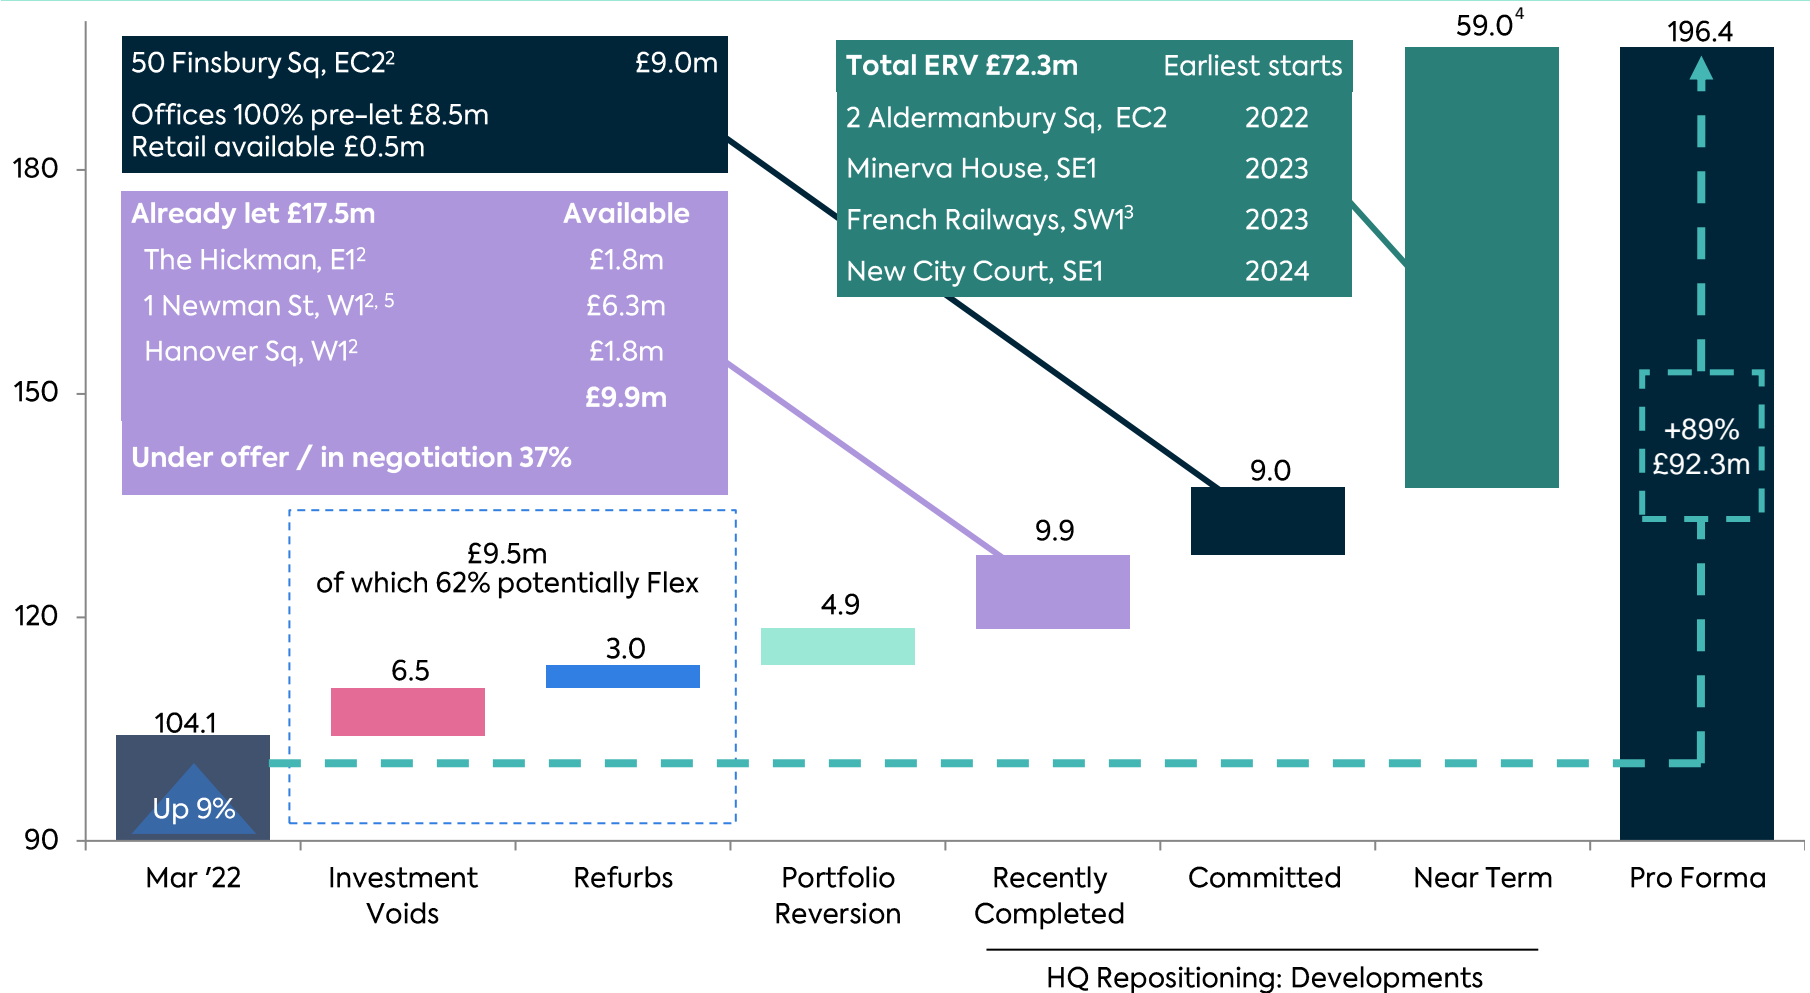 59.0⁴
196.4
50 Finsbury Sq, EC2² £9.0m
Offices 100% pre-let £8.5m
Retail available £0.5m
Total ERV £72.3m Earliest starts
2 Aldermanbury Sq, EC2 2022
Minerva House, SE1 2023
French Railways, SW1³ 2023
New City Court, SE1 2024
180
Already let £17.5m Available
The Hickman, E1² £1.8m
1 Newman St, W1²˒ ⁵ £6.3m
Hanover Sq, W1² £1.8m
£9.9m
Under offer / in negotiation 37%
150
+89%
£92.3m
9.0
9.9
£9.5m
of which 62% potentially Flex
120
4.9
3.0
6.5
104.1
Up 9%
90
Mar '22
Investment
Voids
Refurbs
Portfolio
Reversion
Recently
Completed
Committed
Near Term
Pro Forma
HQ Repositioning: Developments